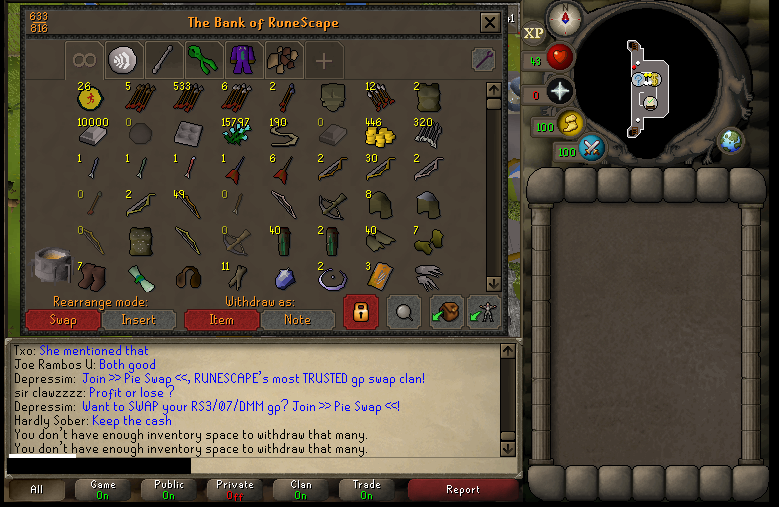 633
816
The Bank of RuneScape
XP
43
0
100
100
26 5 533 6 2 12 2
10000 0 15797 190 0 446 320
1 1 1 1 6 2 30 2
0 2 49 0 8
0 0 40 2 40 7
7 11 2 3
Rearrange mode: Withdraw as:
Swap Insert Item Note
Txo: She mentioned that
Joe Rambos U: Both good
Depressim: Join >> Pie Swap <<, RUNESCAPE's most TRUSTED gp swap clan!
sir clawzzzz: Profit or lose ?
Depressim: Want to SWAP your RS3/07/DMM gp? Join >> Pie Swap <<!
Hardly Sober: Keep the cash
You don't have enough inventory space to withdraw that many.
You don't have enough inventory space to withdraw that many.
All Game Public Private Clan Trade Report
On On Off On On